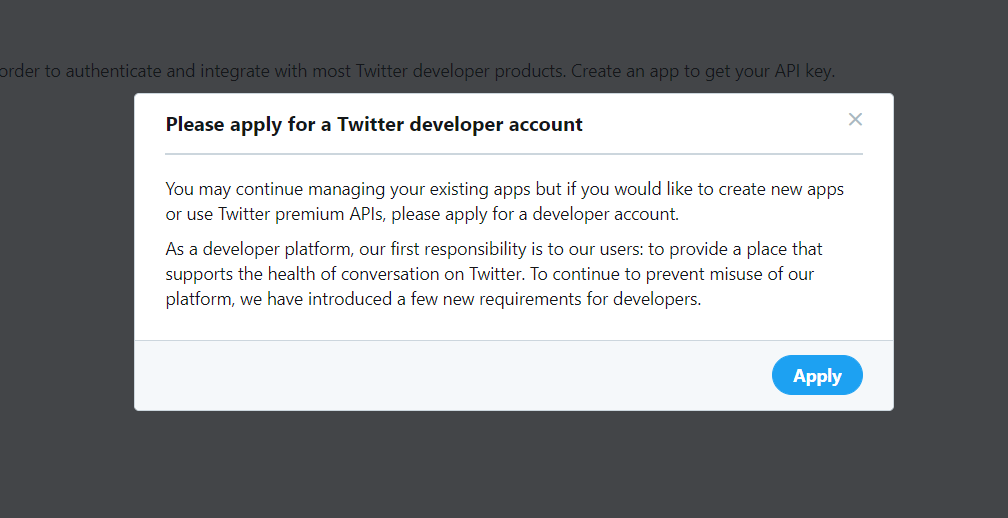 order to authenticate and integrate with most Twitter developer products. Create an app to get your API key.
Please apply for a Twitter developer account
You may continue managing your existing apps but if you would like to create new apps
or use Twitter premium APIs, please apply for a developer account.
As a developer platform, our first responsibility is to our users: to provide a place that
supports the health of conversation on Twitter. To continue to prevent misuse of our
platform, we have introduced a few new requirements for developers.
Apply